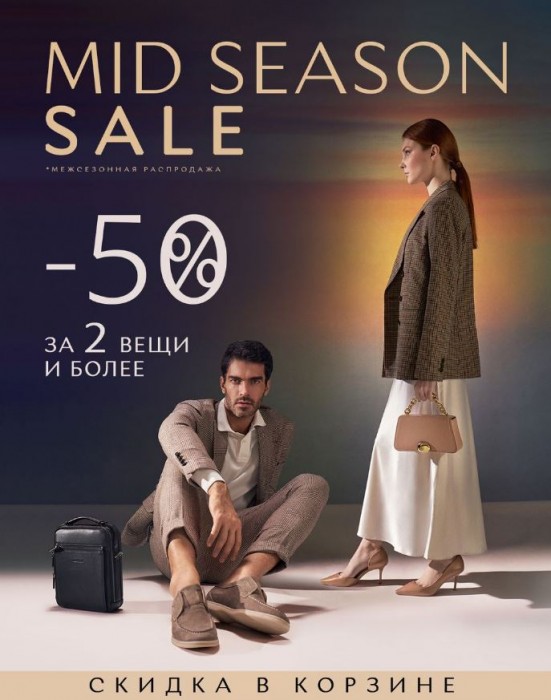 MID SEASON
SALE
*МЕЖСЕЗОННАЯ РАСПРОДАЖА
-50%
ЗА 2 ВЕЩИ
И БОЛЕЕ
СКИДКА В КОРЗИНЕ